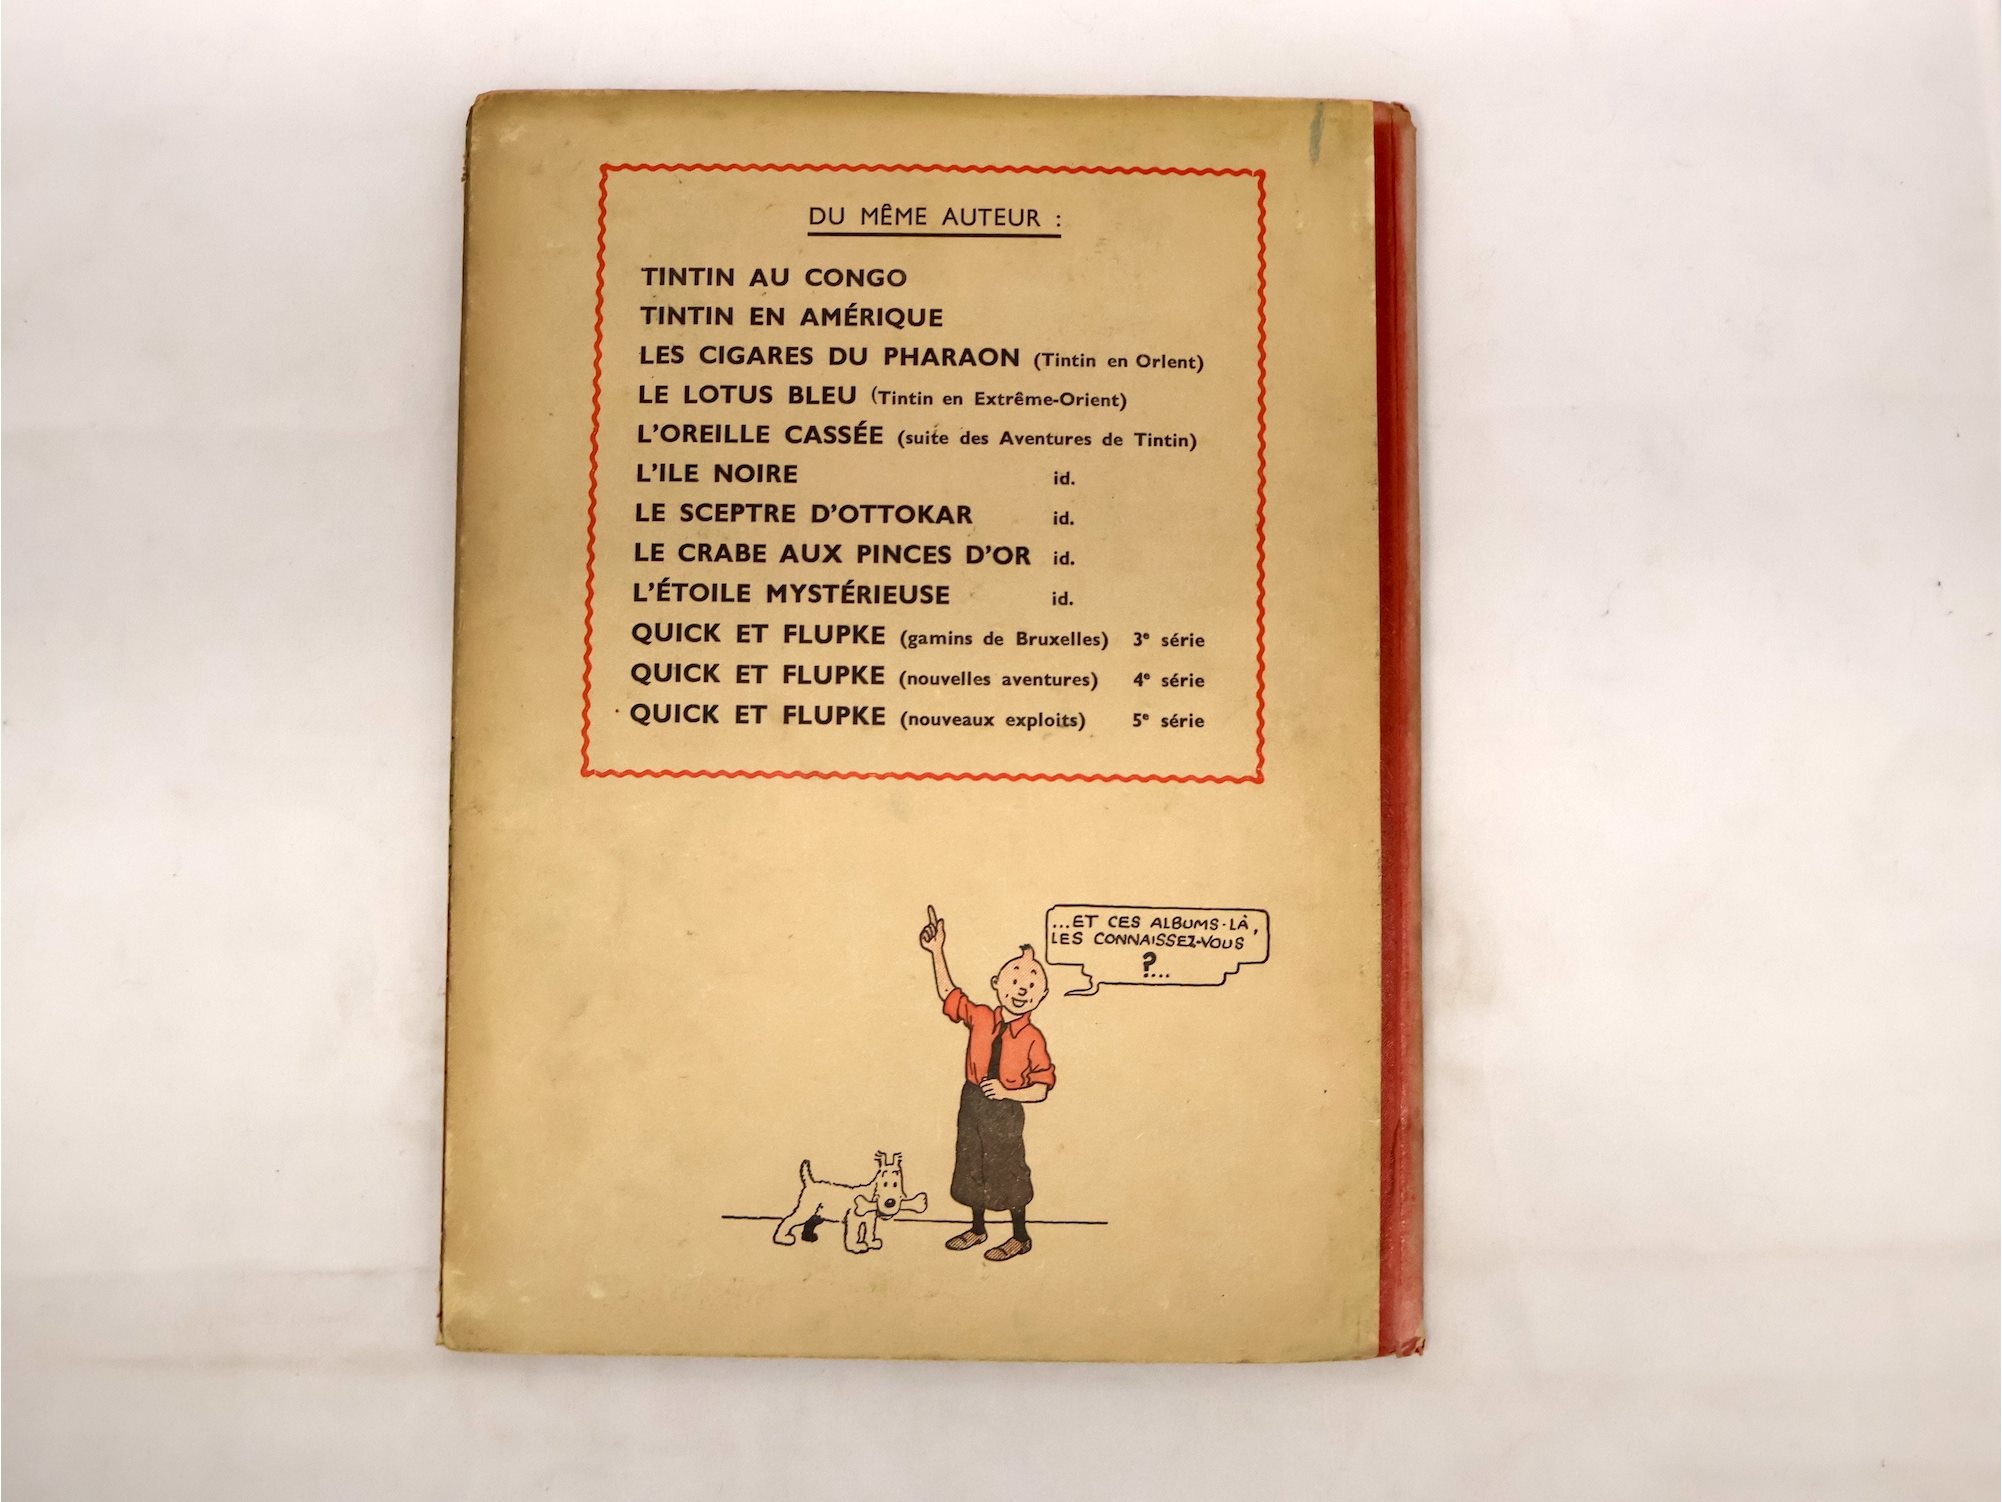 DU MÊME AUTEUR :
TINTIN AU CONGO
TINTIN EN AMÉRIQUE
LES CIGARES DU PHARAON (Tintin en Orient)
LE LOTUS BLEU (Tintin en Extrême-Orient)
L'OREILLE CASSÉE (suite des Aventures de Tintin)
L'ILE NOIRE id.
LE SCEPTRE D'OTTOKAR id.
LE CRABE AUX PINCES D'OR id.
L'ÉTOILE MYSTÉRIEUSE id.
QUICK ET FLUPKE (gamins de Bruxelles) 3e série
QUICK ET FLUPKE (nouvelles aventures) 4e série
QUICK ET FLUPKE (nouveaux exploits) 5e série
...ET CES ALBUMS-LÀ,
LES CONNAISSEZ-VOUS
?...